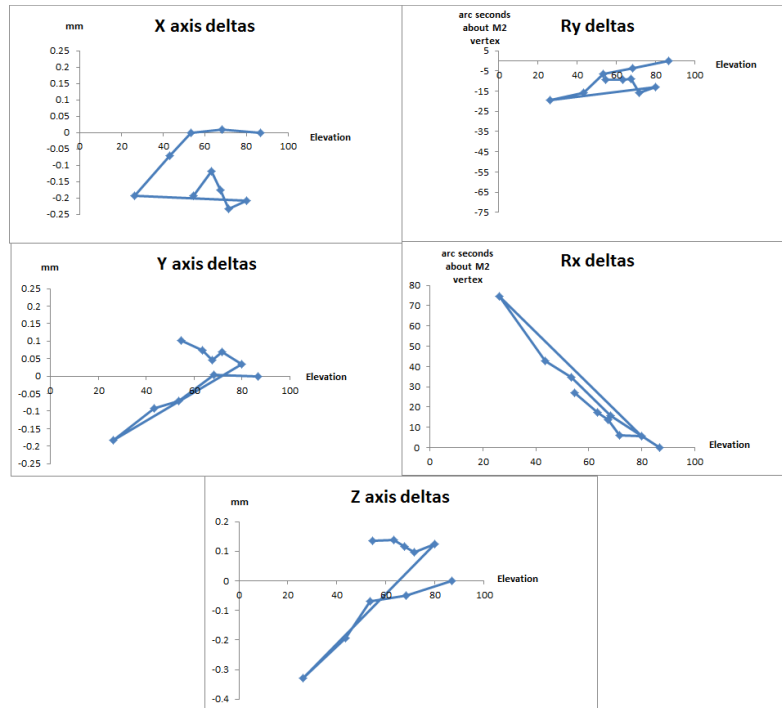 X axis deltas
mm
0.25
0.2
0.15
0.1
0.05
0
-0.05
-0.1
-0.15
-0.2
-0.25
0 20 40 60 80 100
Elevation
Ry deltas
arc seconds
about M2
vertex
5
-5
-15
-25
-35
-45
-55
-65
-75
0 20 40 60 80 100
Elevation
Y axis deltas
mm
0.25
0.2
0.15
0.1
0.05
0
-0.05
-0.1
-0.15
-0.2
-0.25
0 20 40 60 80 100
Elevation
Rx deltas
arc seconds
about M2
vertex
80
70
60
50
40
30
20
10
0
0 20 40 60 80 100
Elevation
Z axis deltas
mm
0.2
0.1
0
-0.1
-0.2
-0.3
-0.4
0 20 40 60 80 100
Elevation